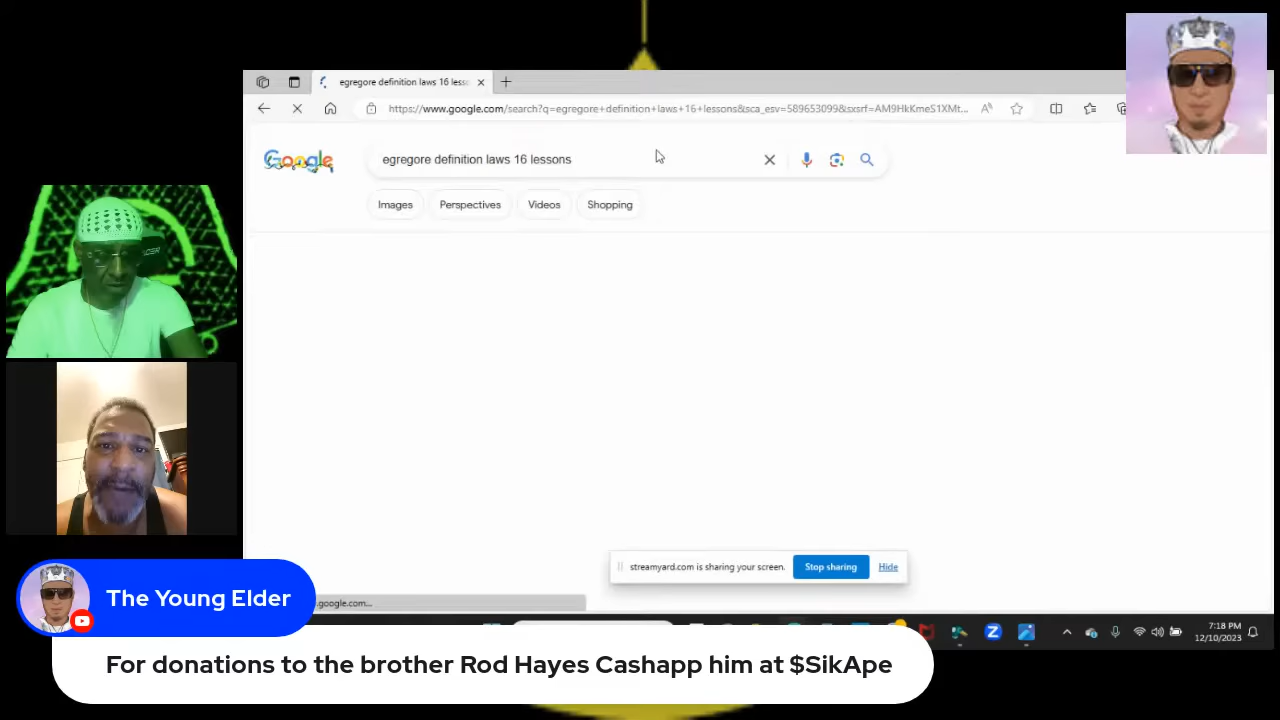 egregore definition laws 16 less
https://www.google.com/search?q=egregore+definition+laws+16+lessons&sca_esv=589653099&sxsrf=AM9HkKmeS1XMt...
Google
egregore definition laws 16 lessons
Images
Perspectives
Videos
Shopping
streamyard.com is sharing your screen.
Stop sharing
Hide
The Young Elder
.google.com...
7:18 PM
12/10/2023
For donations to the brother Rod Hayes Cashapp him at $SikApe